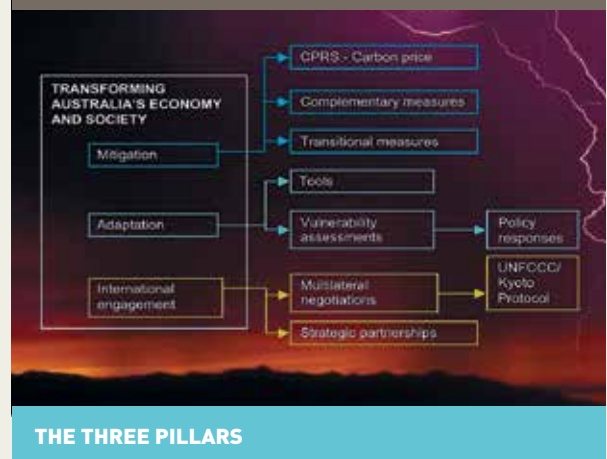 TRANSFORMING
AUSTRALIA'S ECONOMY
AND SOCIETY
Mitigation
CPRS - Carbon price
Complementary measures
Transitional measures
Adaptation
Tools
Vulnerability
assessments
Policy
responses
International
engagement
Multilateral
negotiations
UNFCCC/
Kyoto
Protocol
Strategic partnerships
THE THREE PILLARS